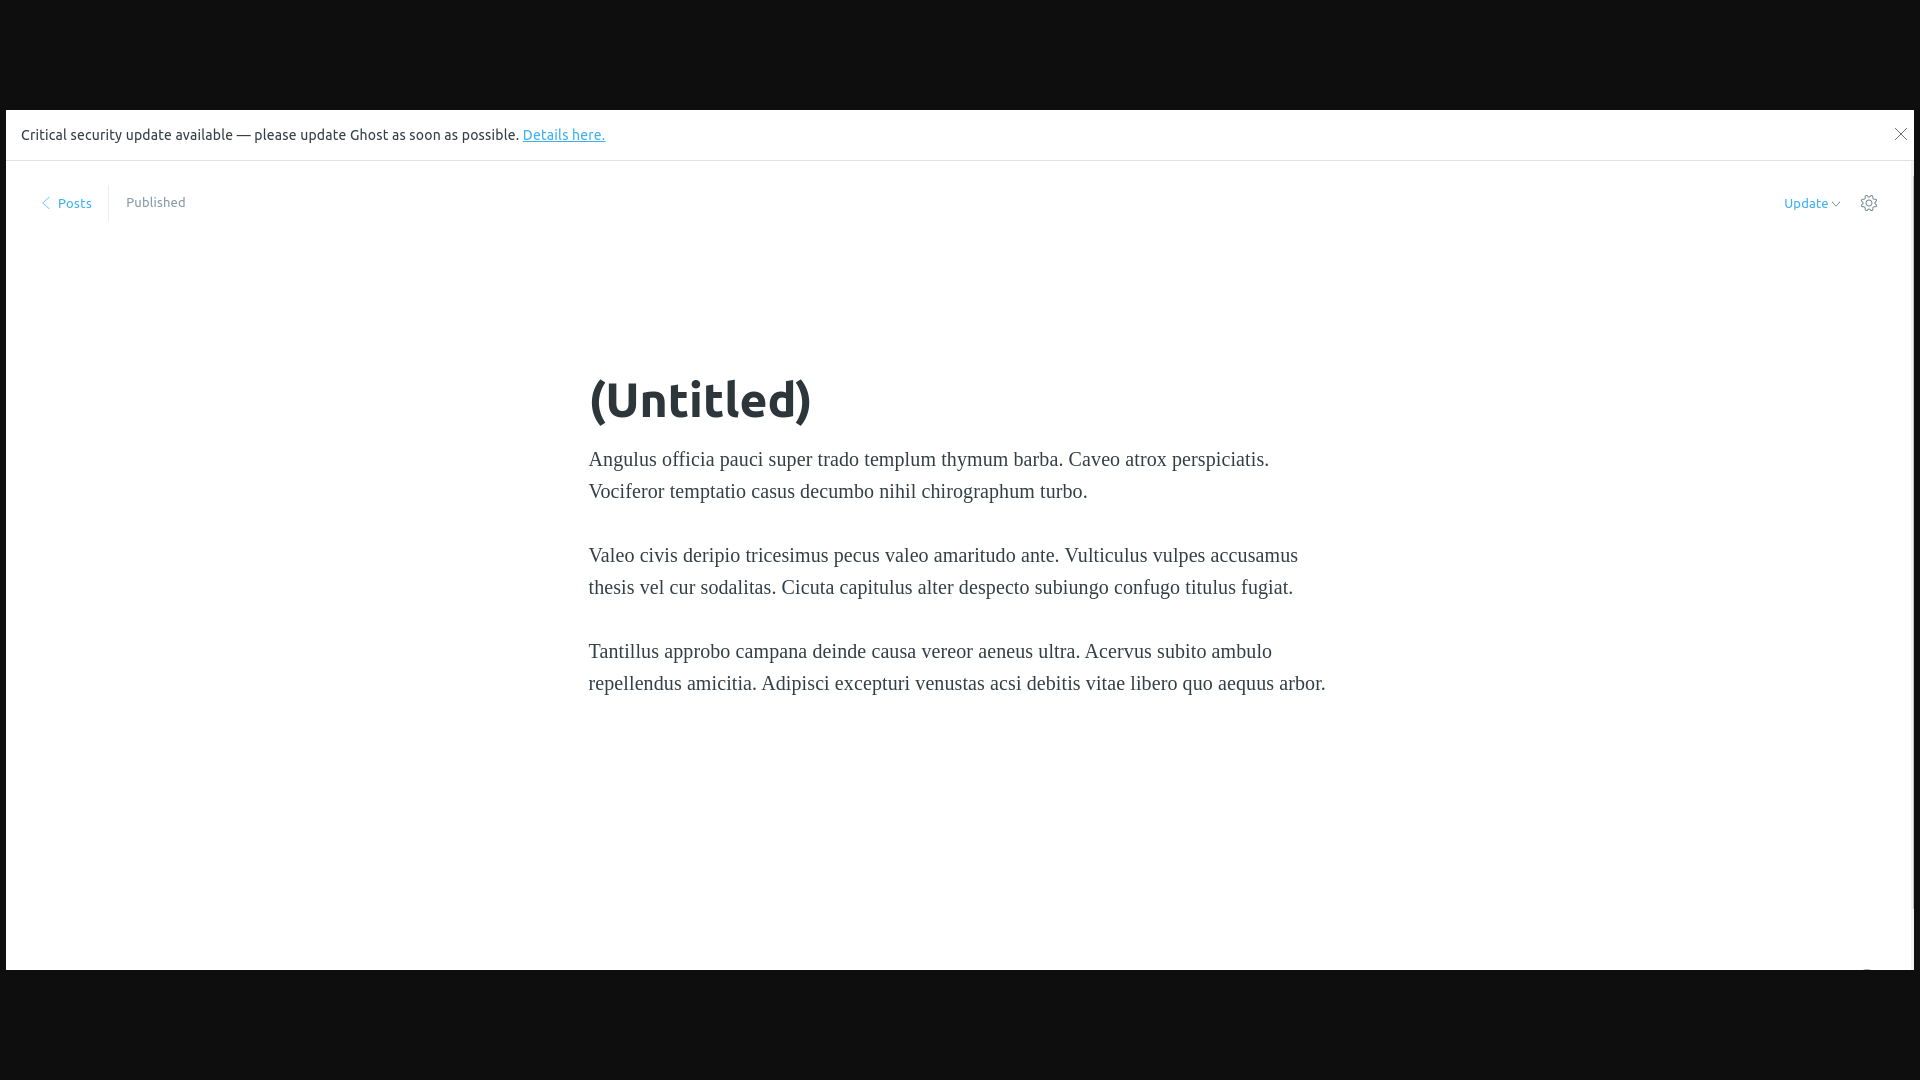 Critical security update available — please update Ghost as soon as possible. Details here.
Posts
Published
Update
(Untitled)
Angulus officia pauci super trado templum thymum barba. Caveo atrox perspiciatis.
Vociferor temptatio casus decumbo nihil chirographum turbo.
Valeo civis deripio tricesimus pecus valeo amaritudo ante. Vulticulus vulpes accusamus
thesis vel cur sodalitas. Cicuta capitulus alter despecto subiungo confugo titulus fugiat.
Tantillus approbo campana deinde causa vereor aeneus ultra. Acervus subito ambulo
repellendus amicitia. Adipisci excepturi venustas acsi debitis vitae libero quo aequus arbor.